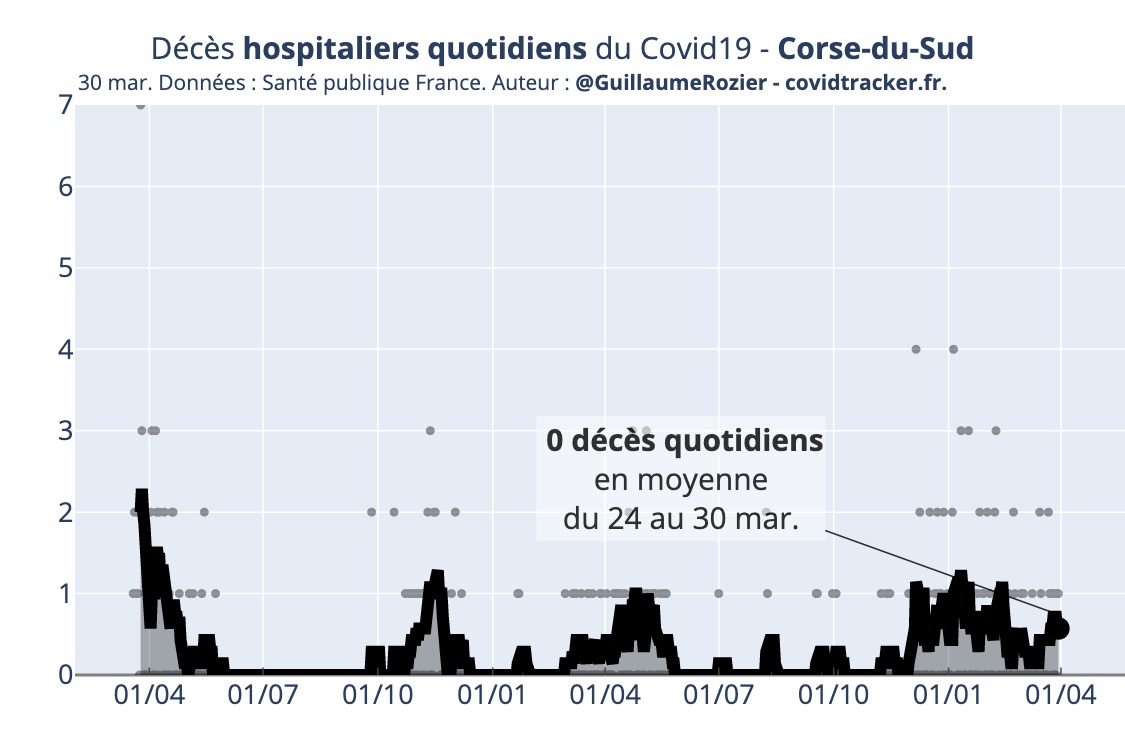 Décès hospitaliers quotidiens du Covid19 - Corse-du-Sud
30 mar. Données : Santé publique France. Auteur : @GuillaumeRozier - covidtracker.fr.
7
6
5
4
3
2
1
0
0 décès quotidiens
en moyenne
du 24 au 30 mar.
01/04 01/07 01/10 01/01 01/04 01/07 01/10 01/01 01/04